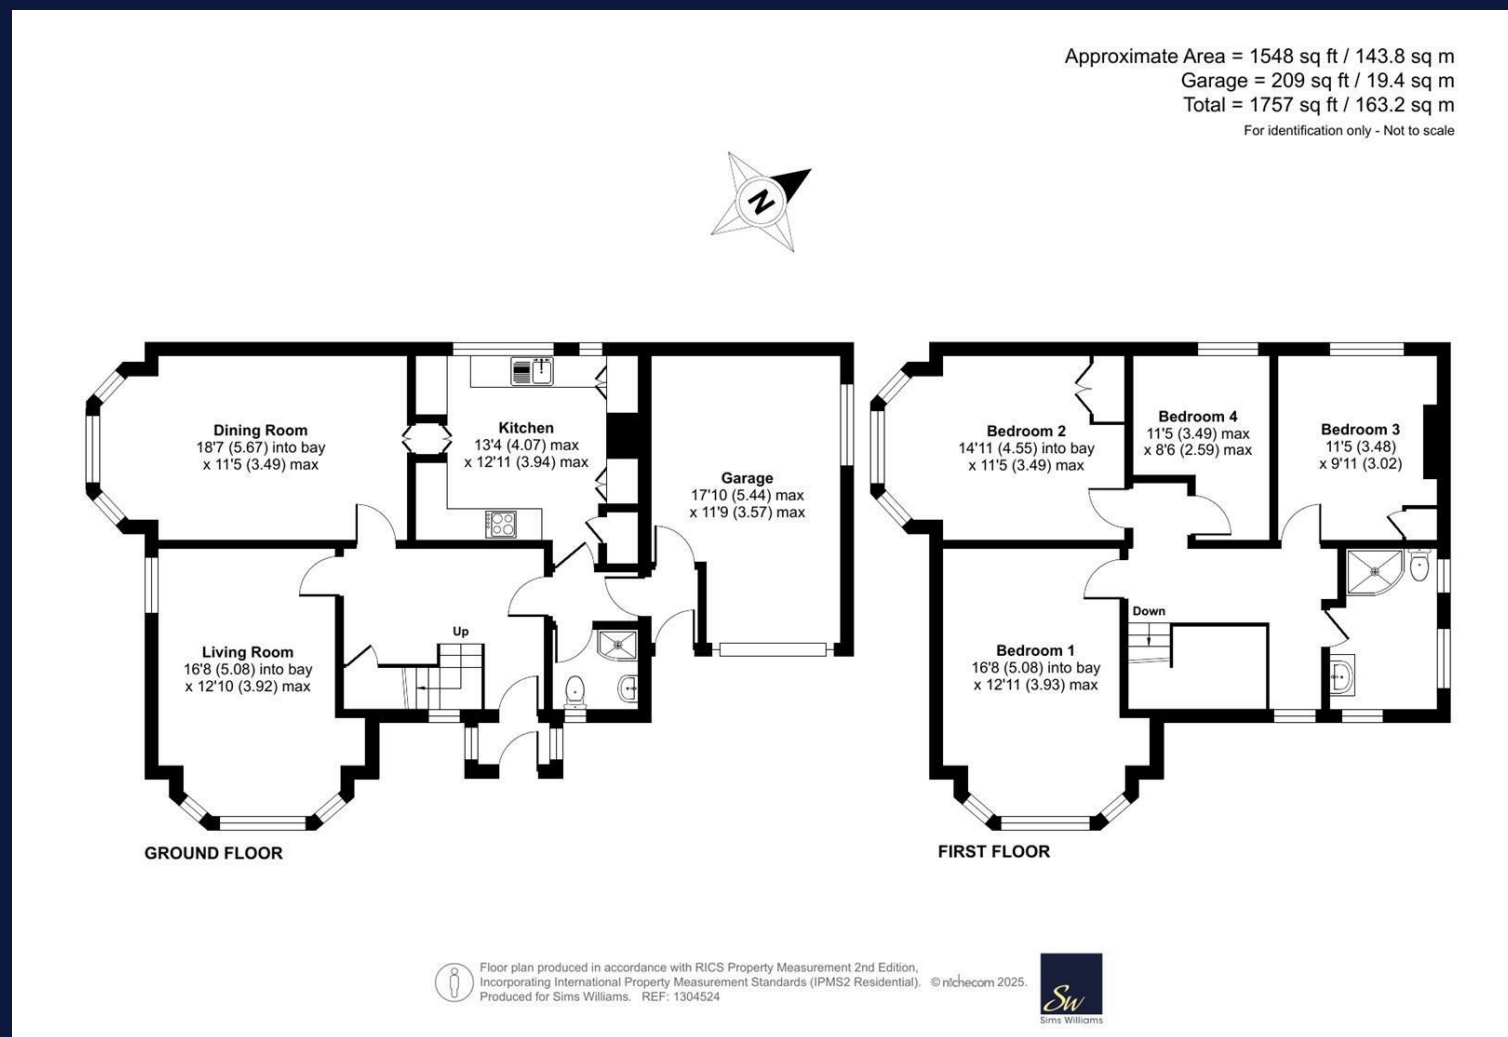 Approximate Area = 1548 sq ft / 143.8 sq m
Garage = 209 sq ft / 19.4 sq m
Total = 1757 sq ft / 163.2 sq m
For identification only - Not to scale
N
Dining Room
18'7 (5.67) into bay
x 11'5 (3.49) max
Kitchen
13'4 (4.07) max
x 12'11 (3.94) max
Garage
17'10 (5.44) max
x 11'9 (3.57) max
Up
Living Room
16'8 (5.08) into bay
x 12'10 (3.92) max
GROUND FLOOR
Bedroom 2
14'11 (4.55) into bay
x 11'5 (3.49) max
Bedroom 4
11'5 (3.49) max
x 8'6 (2.59) max
Bedroom 3
11'5 (3.48)
x 9'11 (3.02)
Down
Bedroom 1
16'8 (5.08) into bay
x 12'11 (3.93) max
FIRST FLOOR
Floor plan produced in accordance with RICS Property Measurement 2nd Edition,
Incorporating International Property Measurement Standards (IPMS2 Residential). © nichecom 2025.
Produced for Sims Williams. REF: 1304524
Sw
Sims Williams